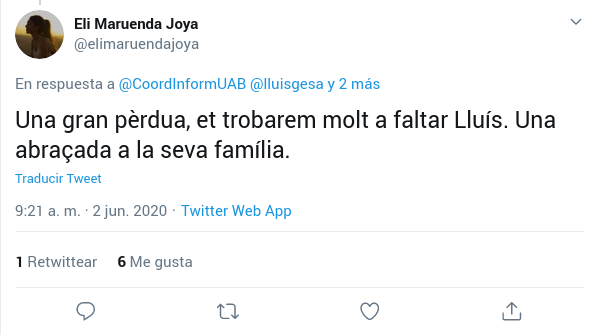 Eli Maruenda Joya
@elimaruendajoya
En respuesta a @CoordInformUAB @lluisgesa y 2 más
Una gran pèrdua, et trobarem molt a faltar Lluís. Una
abraçada a la seva família.
Traducir Tweet
9:21 a. m. · 2 jun. 2020 · Twitter Web App
1 Retwittear 6 Me gusta